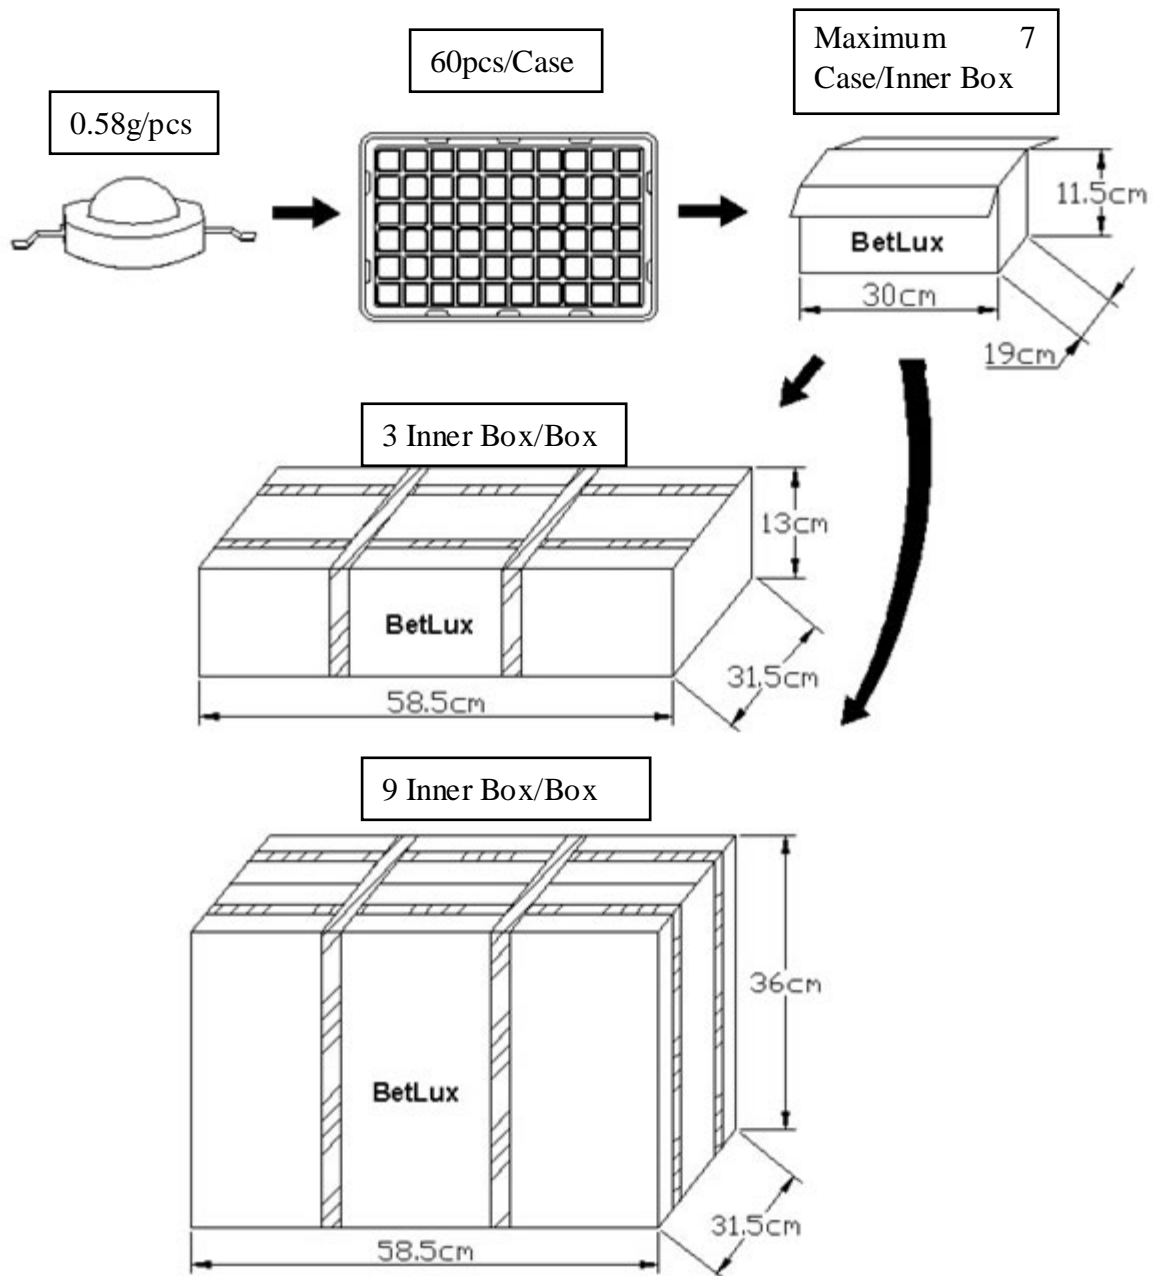 0.58g/pcs
60pcs/Case
Maximum 7
Case/Inner Box
11.5cm
BetLux
30cm
19cm
3 Inner Box/Box
13cm
BetLux
31.5cm
58.5cm
9 Inner Box/Box
36cm
BetLux
31.5cm
58.5cm